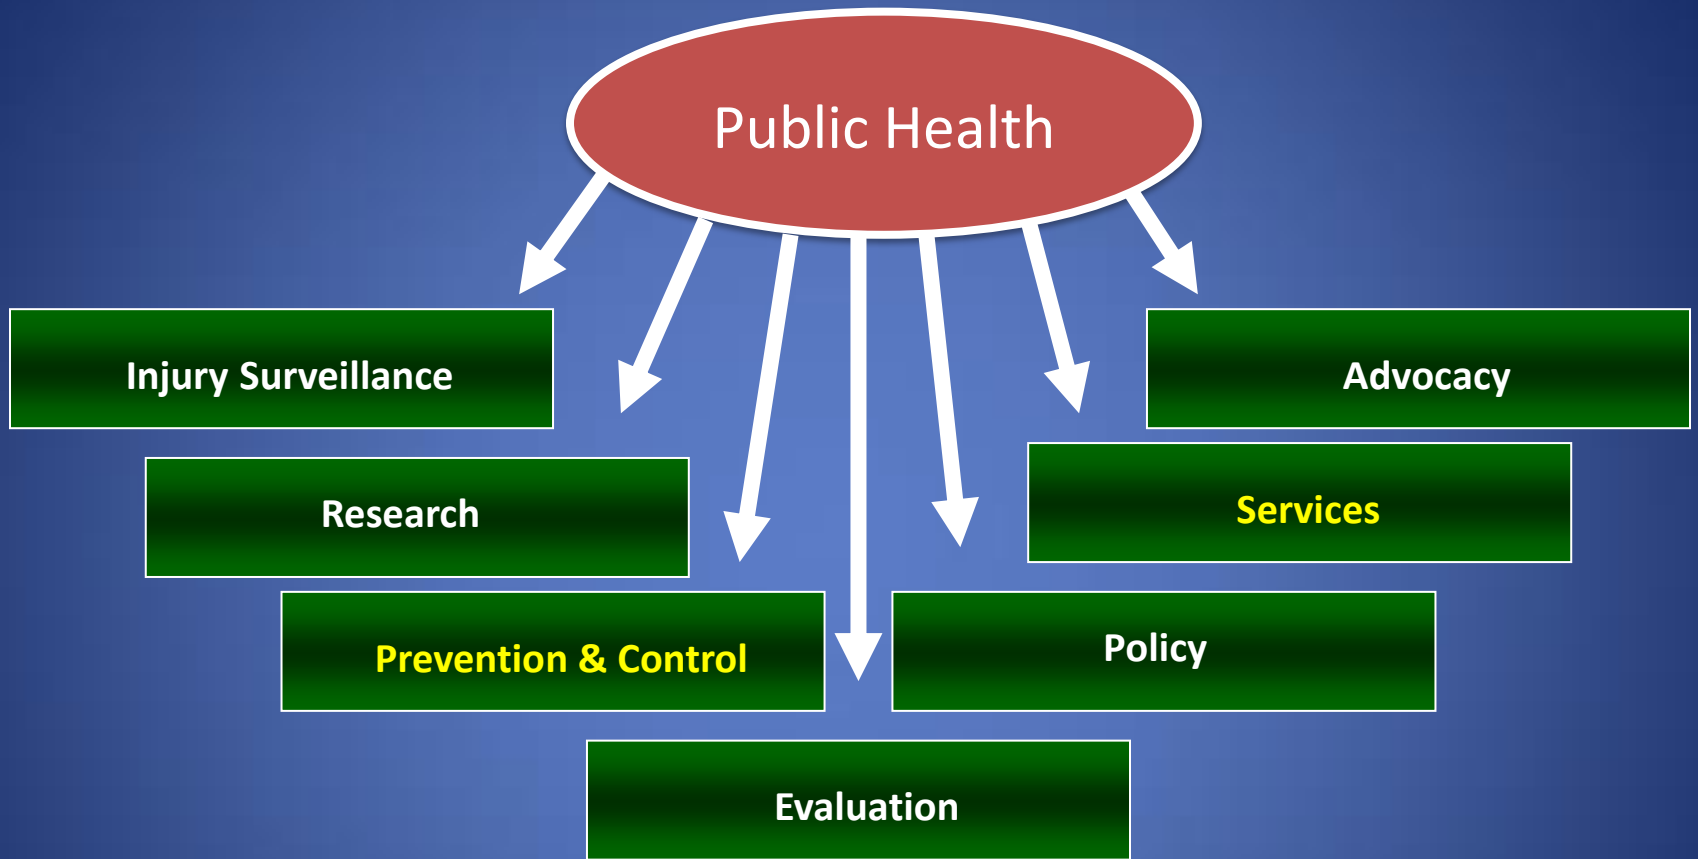 Public Health
Injury Surveillance
Advocacy
Research
Services
Prevention & Control
Policy
Evaluation